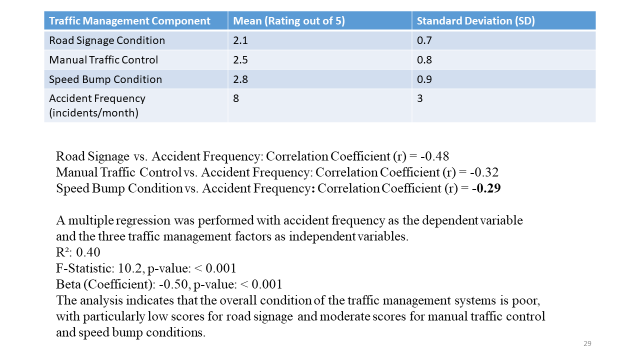 Traffic Management Component Mean (Rating out of 5) Standard Deviation (SD)
Road Signage Condition 2.1 0.7
Manual Traffic Control 2.5 0.8
Speed Bump Condition 2.8 0.9
Accident Frequency 8 3
(incidents/month)
Road Signage vs. Accident Frequency: Correlation Coefficient (r) = -0.48
Manual Traffic Control vs. Accident Frequency: Correlation Coefficient (r) = -0.32
Speed Bump Condition vs. Accident Frequency: Correlation Coefficient (r) = -0.29
A multiple regression was performed with accident frequency as the dependent variable
and the three traffic management factors as independent variables.
R²: 0.40
F-Statistic: 10.2, p-value: < 0.001
Beta (Coefficient): -0.50, p-value: < 0.001
The analysis indicates that the overall condition of the traffic management systems is poor,
with particularly low scores for road signage and moderate scores for manual traffic control
and speed bump conditions.
29